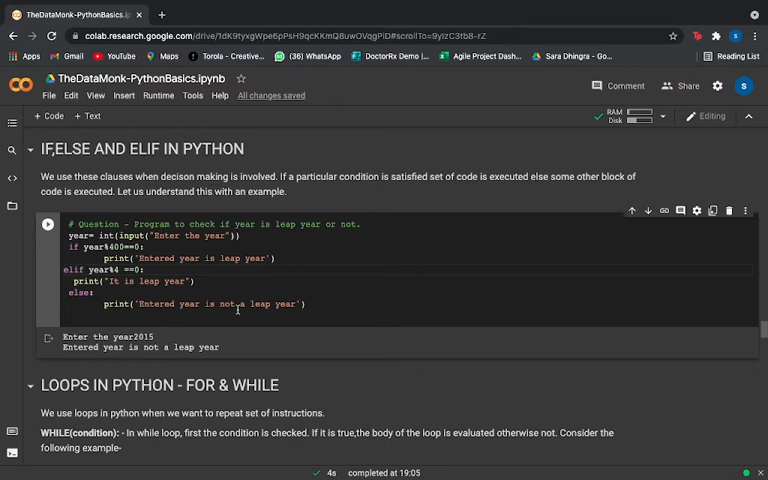 TheDataMonk-PythonBasics.ipynb
colab.research.google.com/drive/1dK9tyxgWpe6pPsH9qcKKmQ8uwOVqgPID#scrollTo=9yIzC3tb8-rZ
Apps Gmail YouTube Maps Torola - Creative... (36) WhatsApp DoctorRx Demo |... Agile Project Dash... Sara Dhingra - Go... Reading List
TheDataMonk-PythonBasics.ipynb
Comment Share S
File Edit View Insert Runtime Tools Help All changes saved
+ Code + Text RAM Disk Editing
IF,ELSE AND ELIF IN PYTHON
We use these clauses when decison making is involved. If a particular condition is satisfied set of code is executed else some other block of
code is executed. Let us understand this with an example.
# Question - Program to check if year is leap year or not.
year= int(input("Enter the year"))
if year%400==0:
print('Entered year is leap year')
elif year%4 ==0:
print("It is leap year")
else:
print('Entered year is not a leap year')
Enter the year2015
Entered year is not a leap year
LOOPS IN PYTHON - FOR & WHILE
We use loops in python when we want to repeat set of instructions.
WHILE(condition): - In while loop, first the condition is checked. If it is true,the body of the loop is evaluated otherwise not. Consider the
following example-
4s completed at 19:05